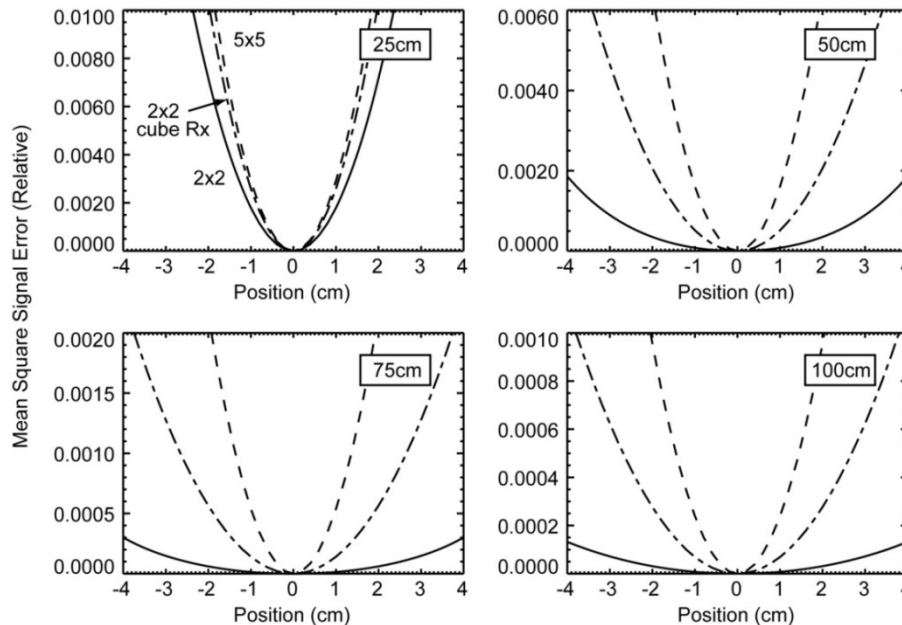 Mean Square Signal Error (Relative)
0.0100
0.0080
0.0060
0.0040
0.0020
0.0000
5x5
2x2
cube Rx
2x2
25cm
-4 -3 -2 -1 0 1 2 3 4
Position (cm)
0.0060
0.0040
0.0020
0.0000
50cm
-4 -3 -2 -1 0 1 2 3 4
Position (cm)
0.0020
0.0015
0.0010
0.0005
0.0000
75cm
-4 -3 -2 -1 0 1 2 3 4
Position (cm)
0.0010
0.0008
0.0006
0.0004
0.0002
0.0000
100cm
-4 -3 -2 -1 0 1 2 3 4
Position (cm)